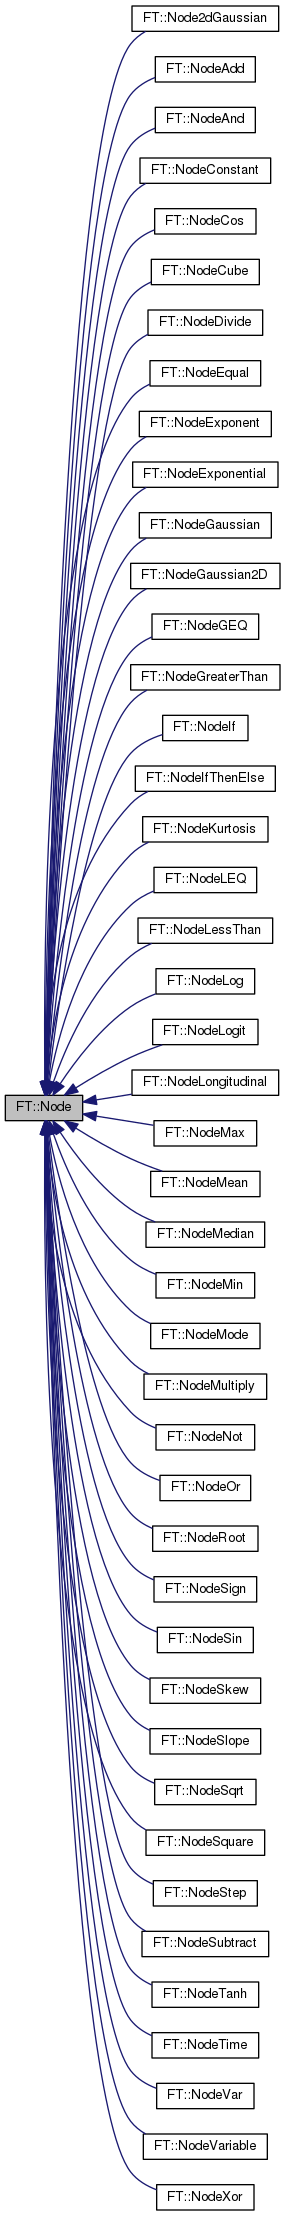 FT::Node2dGaussian
FT::NodeAdd
FT::NodeAnd
FT::NodeConstant
FT::NodeCos
FT::NodeCube
FT::NodeDivide
FT::NodeEqual
FT::NodeExponent
FT::NodeExponential
FT::NodeGaussian
FT::NodeGaussian2D
FT::NodeGEQ
FT::NodeGreaterThan
FT::NodeIf
FT::NodeIfThenElse
FT::NodeKurtosis
FT::NodeLEQ
FT::NodeLessThan
FT::NodeLog
FT::NodeLogit
FT::NodeLongitudinal
FT::Node
FT::NodeMax
FT::NodeMean
FT::NodeMedian
FT::NodeMin
FT::NodeMode
FT::NodeMultiply
FT::NodeNot
FT::NodeOr
FT::NodeRoot
FT::NodeSign
FT::NodeSin
FT::NodeSkew
FT::NodeSlope
FT::NodeSqrt
FT::NodeSquare
FT::NodeStep
FT::NodeSubtract
FT::NodeTanh
FT::NodeTime
FT::NodeVar
FT::NodeVariable
FT::NodeXor